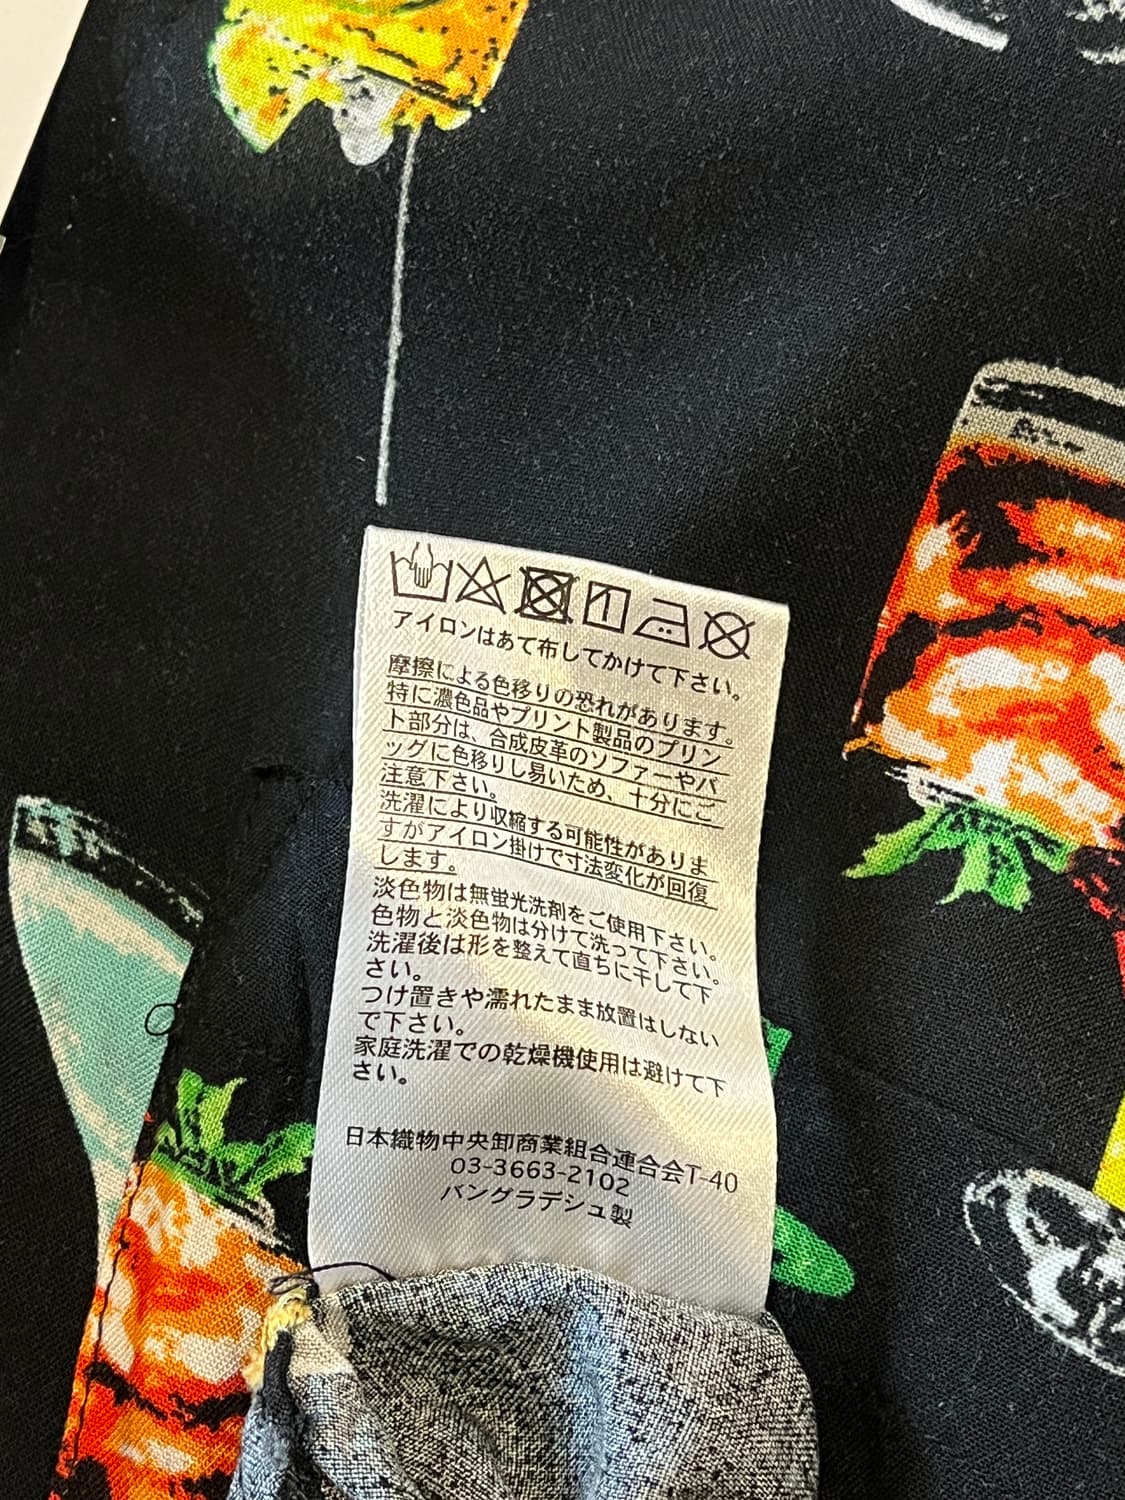 アイロンはあて布してかけて下さい。
摩擦による色移りの恐れがあります。
特に濃色品やプリント製品のプリン
ト部分は、合成皮革のソファーやバ
ッグに色移りし易いため、十分にご
注意下さい。
洗濯により収縮する可能性がありま
すがアイロン掛けで寸法変化が回復
します。
淡色物は無蛍光洗剤をご使用下さい。
色物と淡色物は分けて洗って下さい。
洗濯後は形を整えて直ちに干して下
さい。
つけ置きや濡れたまま放置はしない
で下さい。
家庭洗濯での乾燥機使用は避けて下
さい。
日本織物中央卸商業組合連合会T-40
03-3663-2102
バングラデシュ製